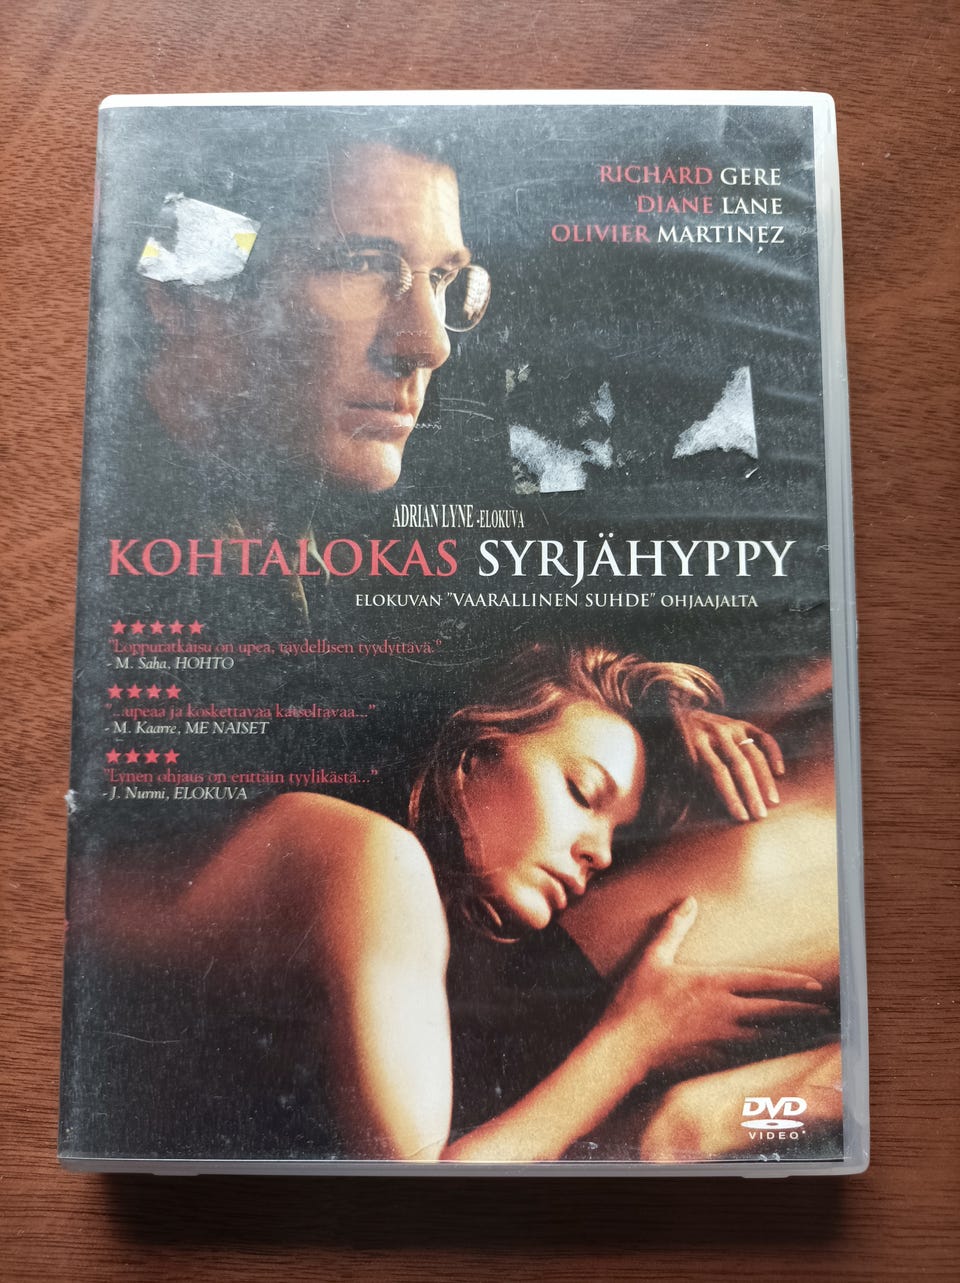 RICHARD GERE
DIANE LANE
OLIVIER MARTINEZ
ADRIAN LYNE -ELOKUVA
KOHTALOKAS SYRJÄHYPPY
ELOKUVAN "VAARALLINEN SUHDE" OHJAAJALTA
"Loppuratkaisu on upea, täydellisen tyydyttävä."
- M. Saha, HOHTO
"...upeaa ja koskettavaa katseltavaa..."
- M. Kaarre, ME NAISET
"Lynen ohjaus on erittäin tyylikästä..."
- J. Nurmi, ELOKUVA
DVD
VIDEO